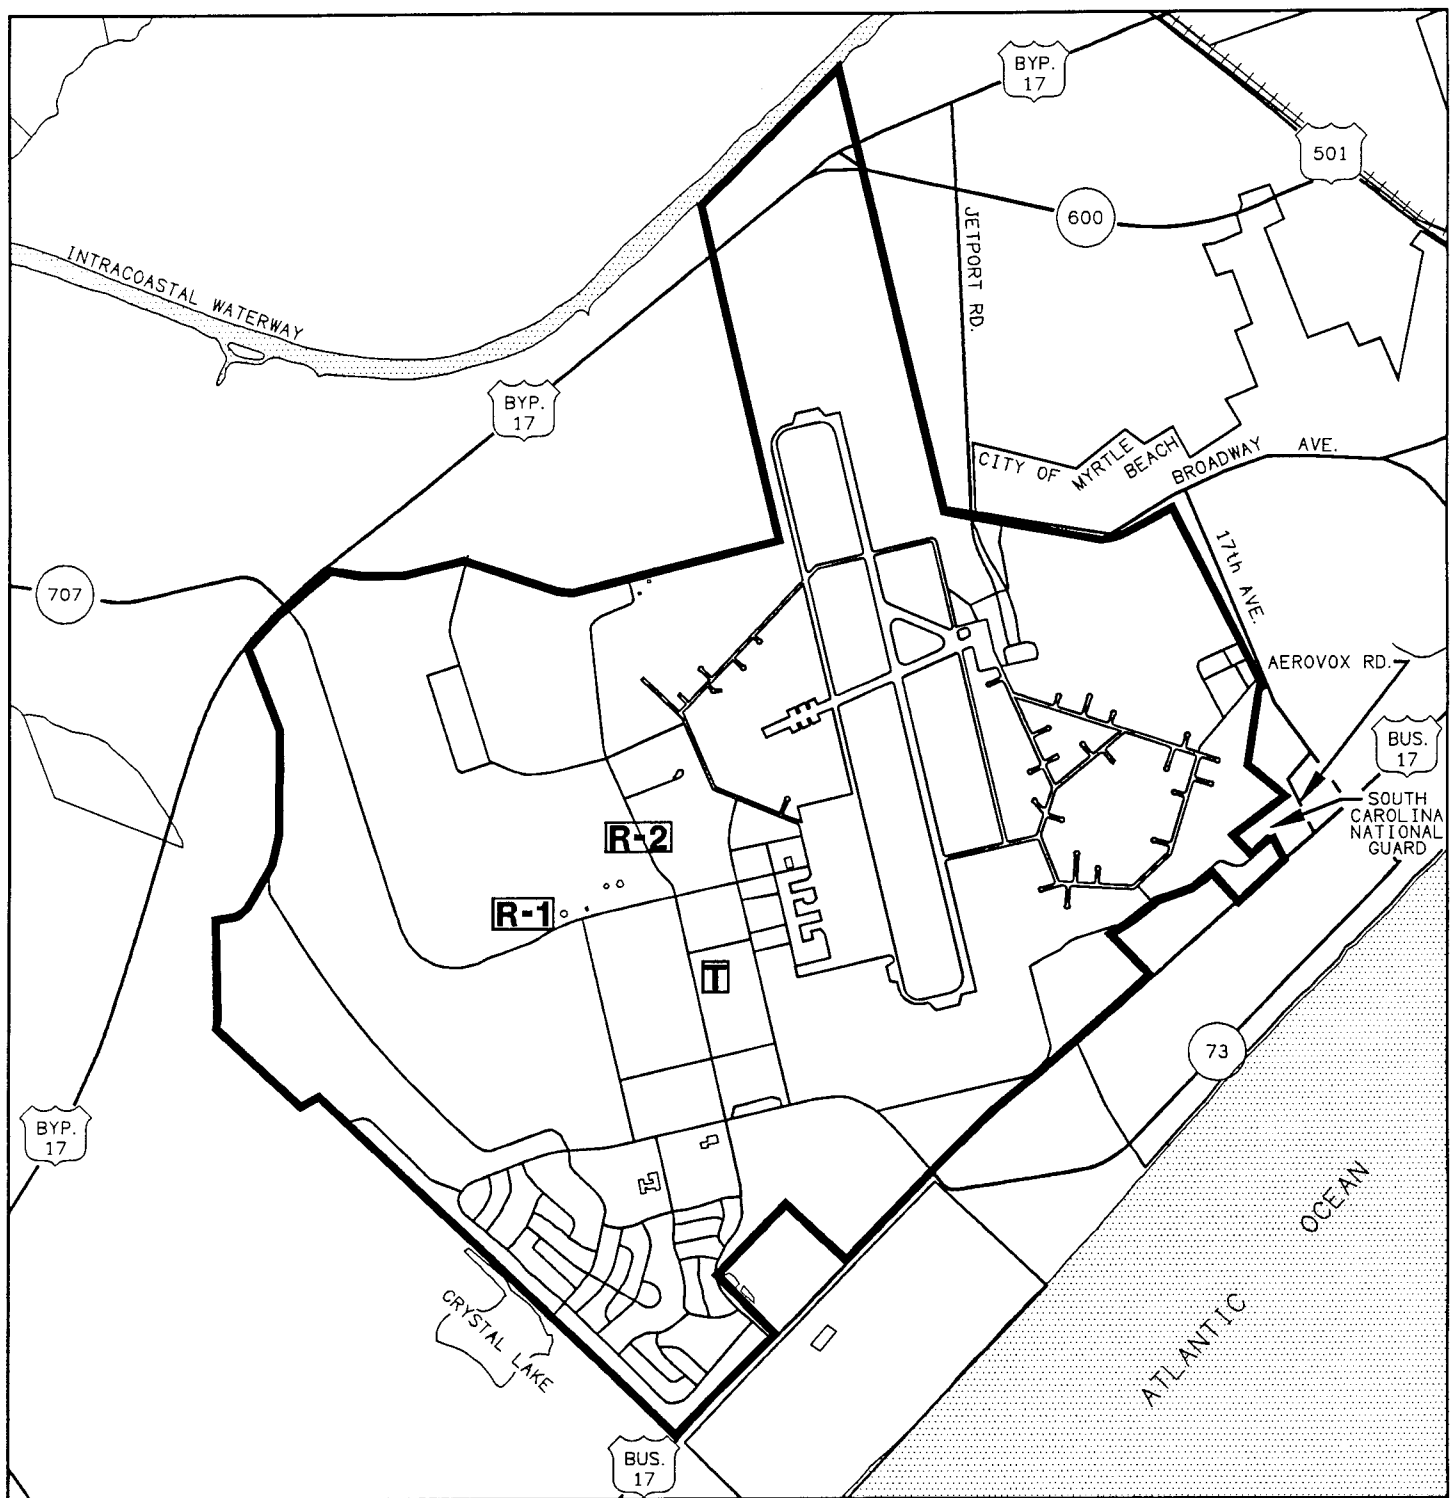 BYP.
17
501
600
JETPORT RD.
INTRACOASTAL WATERWAY
BYP.
17
CITY OF MYRTLE
BEACH
BROADWAY AVE.
17th AVE.
707
AEROVOX RD.
BUS.
17
SOUTH
CAROLINA
NATIONAL
GUARD
R-2
R-1
T
73
BYP.
17
OCEAN
ATLANTIC
CRYSTAL LAKE
BUS.
17